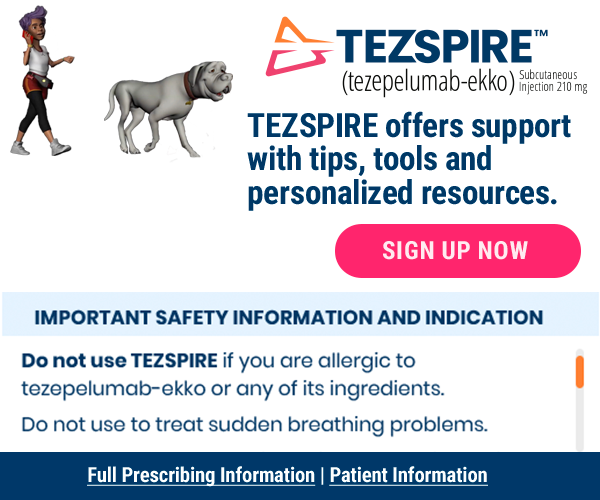 TEZSPIRE™
(tezepelumab-ekko) Subcutaneous Injection 210 mg
TEZSPIRE offers support
with tips, tools and
personalized resources.
SIGN UP NOW
IMPORTANT SAFETY INFORMATION AND INDICATION
Do not use TEZSPIRE if you are allergic to
tezepelumab-ekko or any of its ingredients.
Do not use to treat sudden breathing problems.
Full Prescribing Information | Patient Information